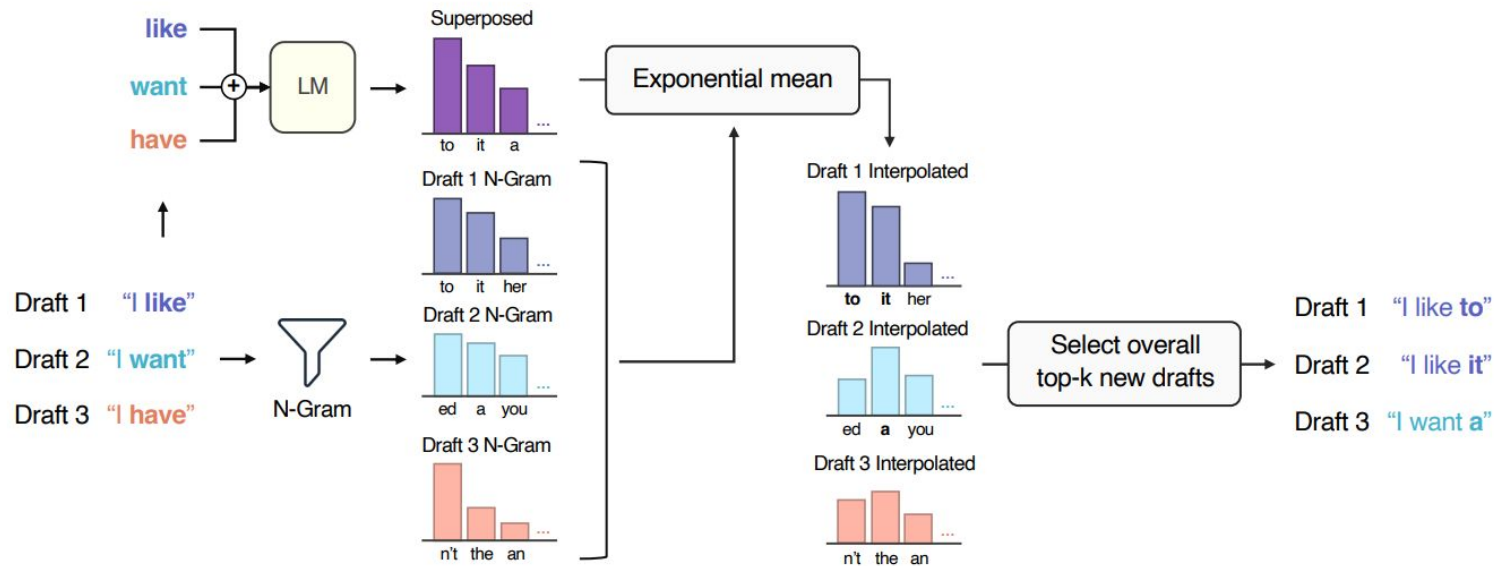 like
want
have
+
LM
Superposed
...
to it a
Exponential mean
Draft 1 N-Gram
...
to it her
Draft 2 N-Gram
...
ed a you
Draft 3 N-Gram
...
n't the an
Draft 1 “I like”
Draft 2 “I want”
Draft 3 “I have”
N-Gram
Draft 1 Interpolated
...
to it her
Draft 2 Interpolated
...
ed a you
Draft 3 Interpolated
...
n't the an
Select overall
top-k new drafts
Draft 1 “I like to”
Draft 2 “I like it”
Draft 3 “I want a”